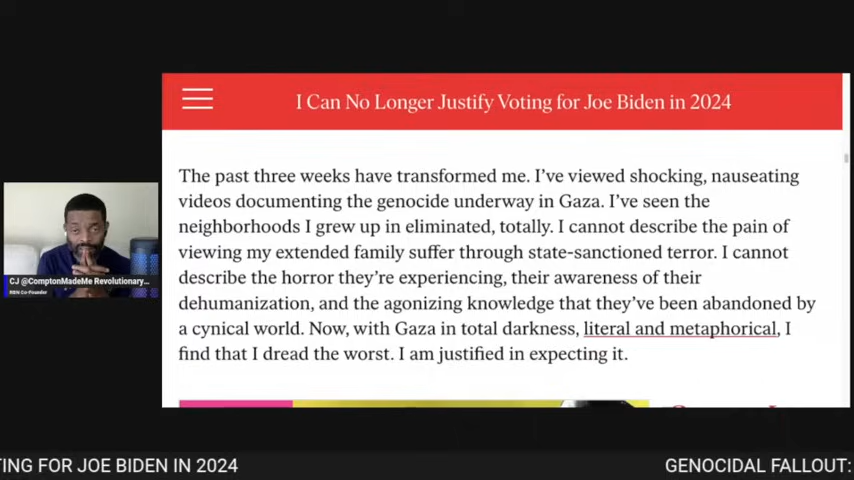 I Can No Longer Justify Voting for Joe Biden in 2024
The past three weeks have transformed me. I've viewed shocking, nauseating
videos documenting the genocide underway in Gaza. I've seen the
neighborhoods I grew up in eliminated, totally. I cannot describe the pain of
viewing my extended family suffer through state-sanctioned terror. I cannot
describe the horror they're experiencing, their awareness of their
dehumanization, and the agonizing knowledge that they've been abandoned by
a cynical world. Now, with Gaza in total darkness, literal and metaphorical, I
find that I dread the worst. I am justified in expecting it.
CJ @ComptonMadeMe Revolutionary...
RBN Co-Founder
TING FOR JOE BIDEN IN 2024
GENOCIDAL FALLOUT: